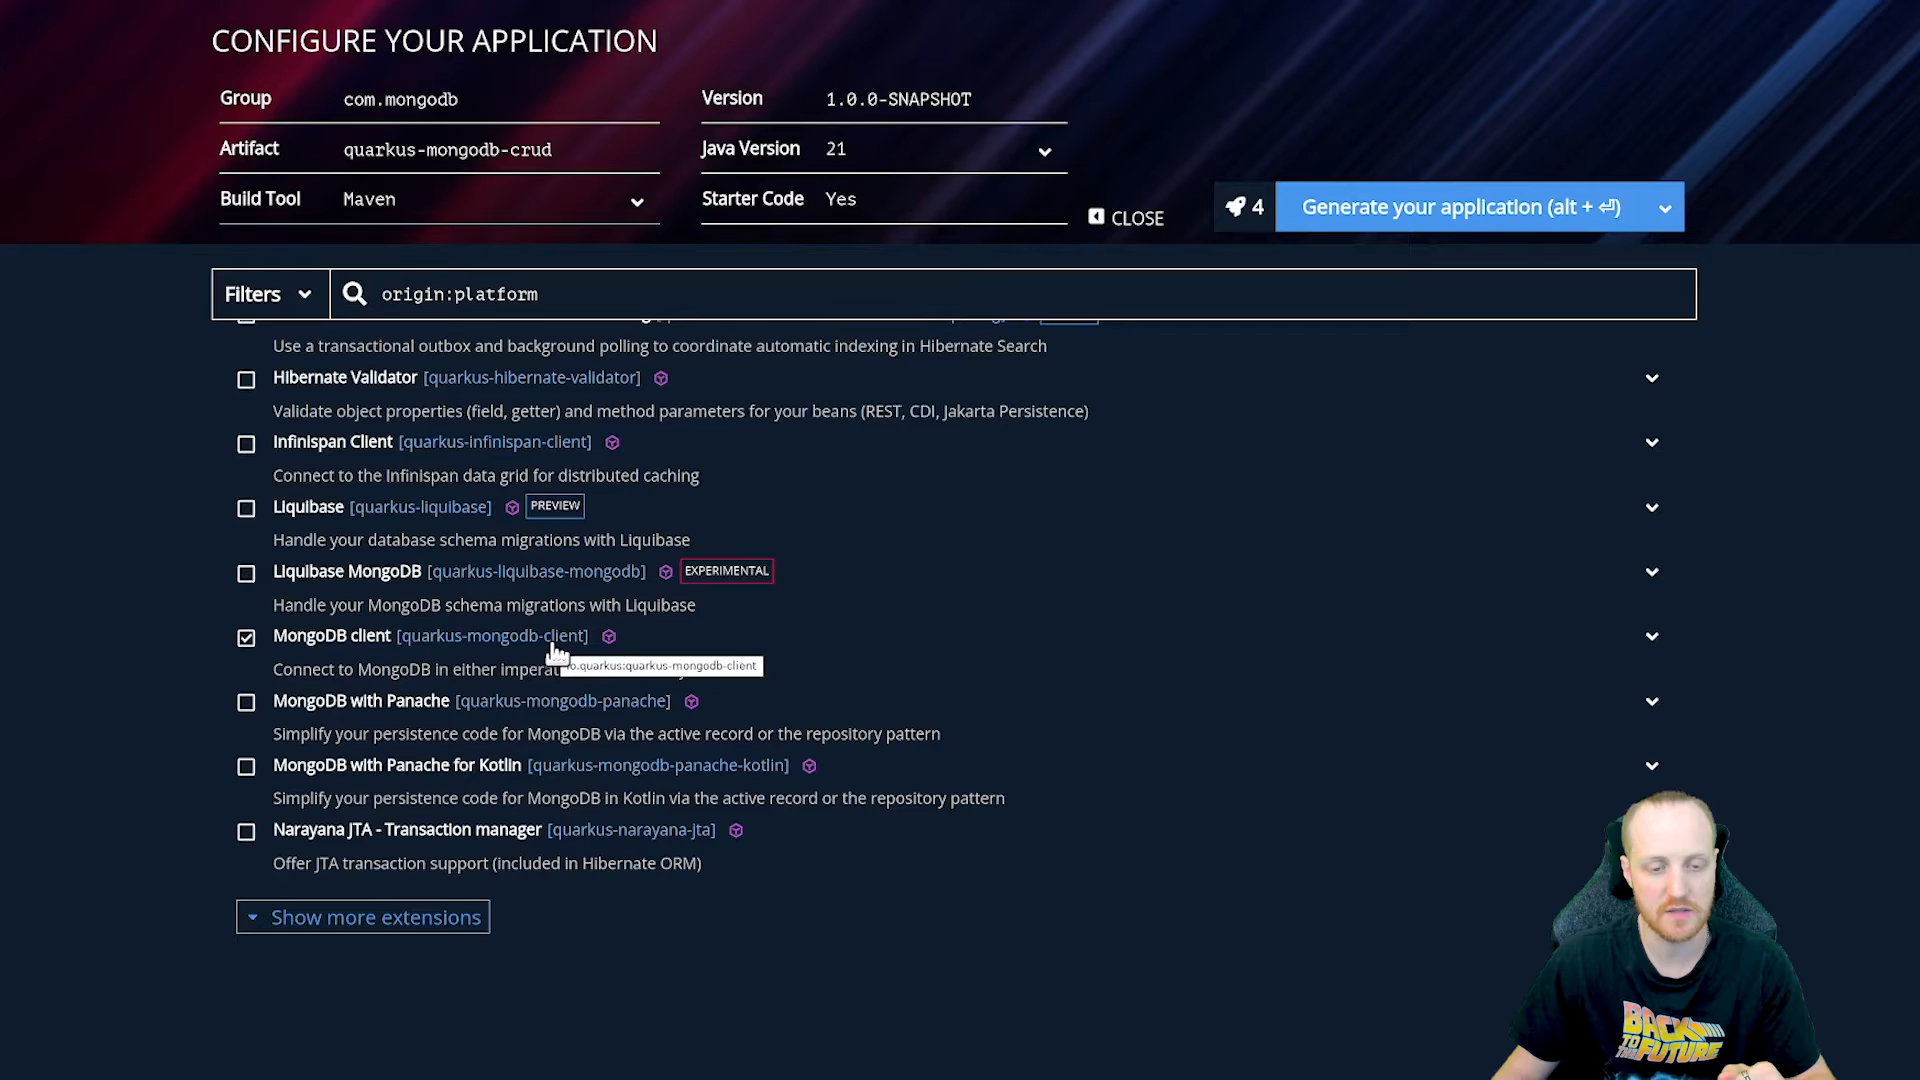 CONFIGURE YOUR APPLICATION
Group com.mongodb Version 1.0.0-SNAPSHOT
Artifact quarkus-mongodb-crud Java Version 21
Build Tool Maven Starter Code Yes
CLOSE
4 Generate your application (alt + ⏎)
Filters origin:platform
Use a transactional outbox and background polling to coordinate automatic indexing in Hibernate Search
Hibernate Validator [quarkus-hibernate-validator]
Validate object properties (field, getter) and method parameters for your beans (REST, CDI, Jakarta Persistence)
Infinispan Client [quarkus-infinispan-client]
Connect to the Infinispan data grid for distributed caching
Liquibase [quarkus-liquibase] PREVIEW
Handle your database schema migrations with Liquibase
Liquibase MongoDB [quarkus-liquibase-mongodb] EXPERIMENTAL
Handle your MongoDB schema migrations with Liquibase
MongoDB client [quarkus-mongodb-client]
Connect to MongoDB in either imperat
io.quarkus:quarkus-mongodb-client
MongoDB with Panache [quarkus-mongodb-panache]
Simplify your persistence code for MongoDB via the active record or the repository pattern
MongoDB with Panache for Kotlin [quarkus-mongodb-panache-kotlin]
Simplify your persistence code for MongoDB in Kotlin via the active record or the repository pattern
Narayana JTA - Transaction manager [quarkus-narayana-jta]
Offer JTA transaction support (included in Hibernate ORM)
Show more extensions
BACK
TO THE
FUTURE